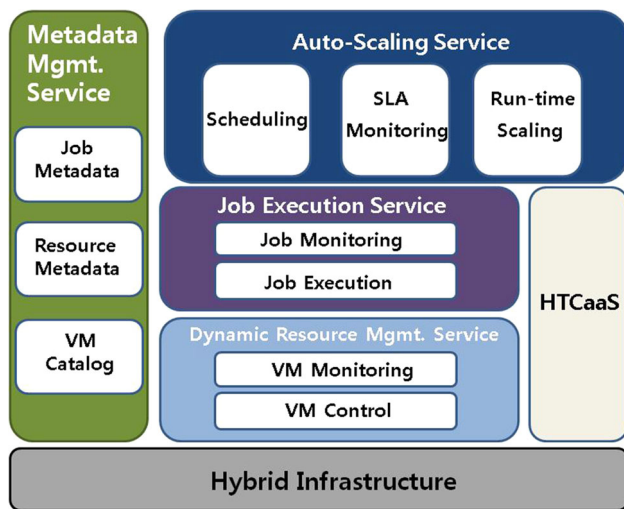 Metadata
Mgmt.
Service
Job
Metadata
Resource
Metadata
VM
Catalog
Auto-Scaling Service
Scheduling
SLA
Monitoring
Run-time
Scaling
Job Execution Service
Job Monitoring
Job Execution
Dynamic Resource Mgmt. Service
VM Monitoring
VM Control
HTCaaS
Hybrid Infrastructure